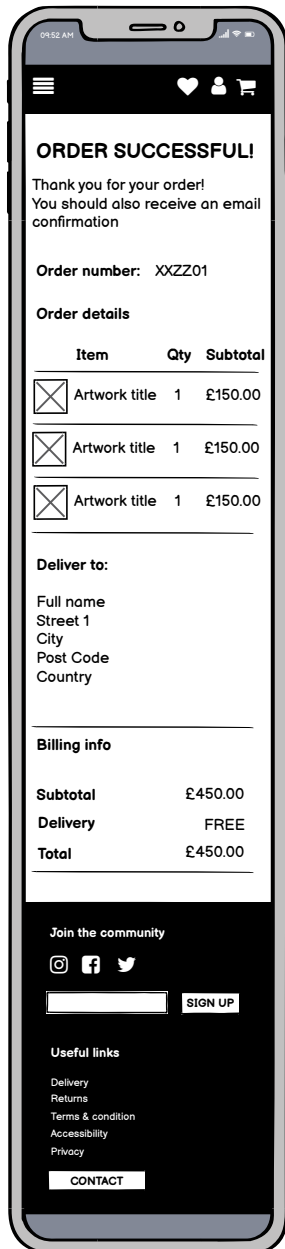 09:52 AM
ORDER SUCCESSFUL!
Thank you for your order!
You should also receive an email
confirmation
Order number: XXZZ01
Order details
Item Qty Subtotal
Artwork title 1 £150.00
Artwork title 1 £150.00
Artwork title 1 £150.00
Deliver to:
Full name
Street 1
City
Post Code
Country
Billing info
Subtotal £450.00
Delivery FREE
Total £450.00
Join the community
SIGN UP
Useful links
Delivery
Returns
Terms & condition
Accessibility
Privacy
CONTACT